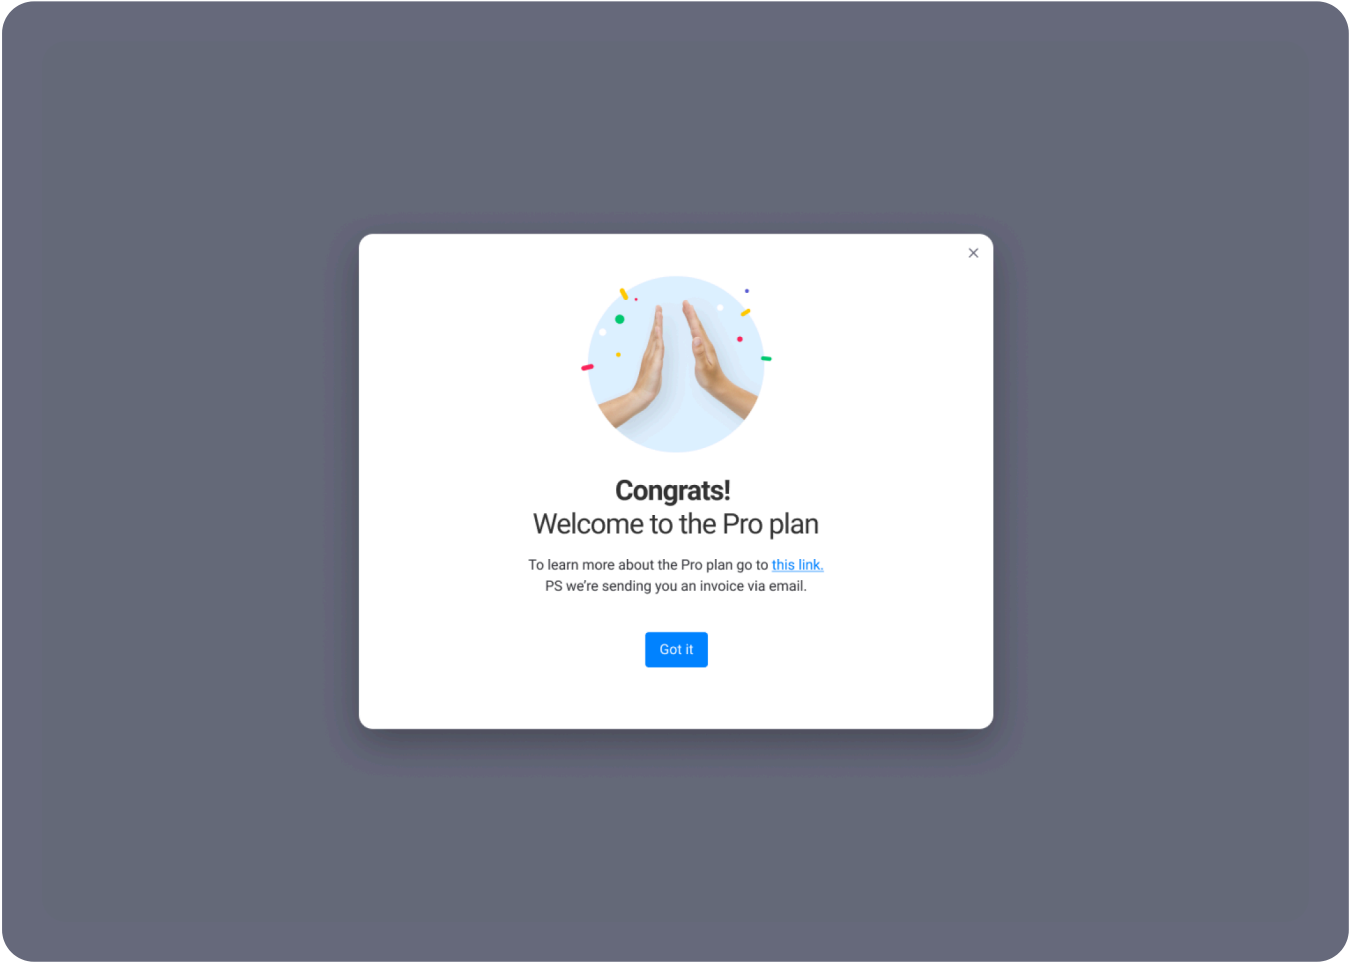 Congrats!
Welcome to the Pro plan
To learn more about the Pro plan go to this link.
PS we’re sending you an invoice via email.
Got it